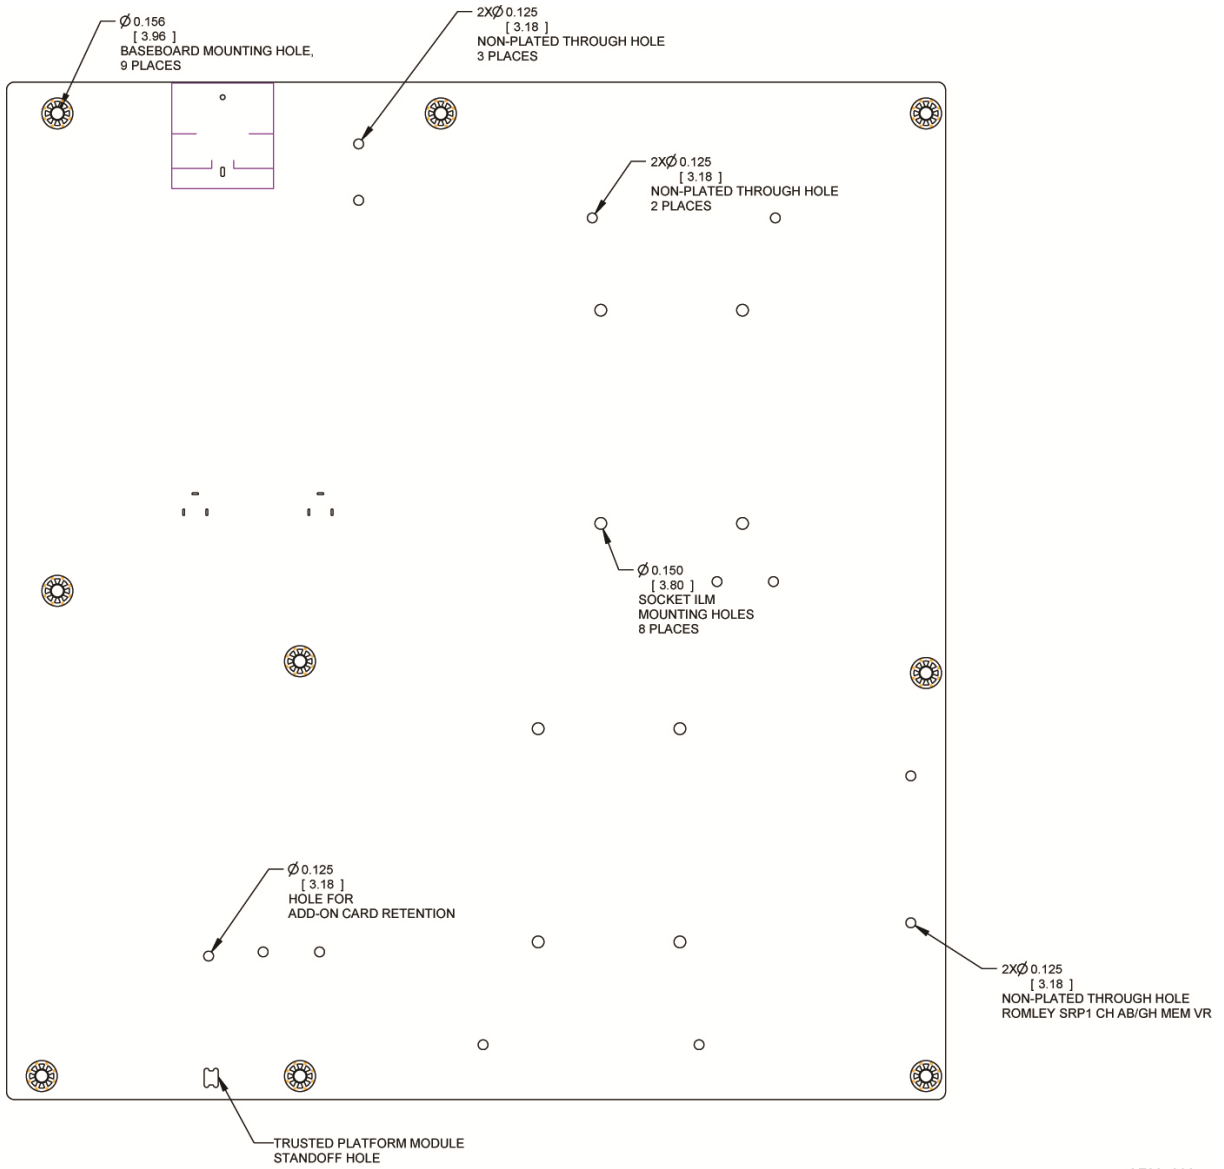 Ø 0.156
[ 3.96 ]
BASEBOARD MOUNTING HOLE,
9 PLACES
2XØ 0.125
[ 3.18 ]
NON-PLATED THROUGH HOLE
3 PLACES
2XØ 0.125
[ 3.18 ]
NON-PLATED THROUGH HOLE
2 PLACES
Ø 0.150
[ 3.80 ]
SOCKET ILM
MOUNTING HOLES
8 PLACES
Ø 0.125
[ 3.18 ]
HOLE FOR
ADD-ON CARD RETENTION
2XØ 0.125
[ 3.18 ]
NON-PLATED THROUGH HOLE
ROMLEY SRP1 CH AB/GH MEM VR
TRUSTED PLATFORM MODULE
STANDOFF HOLE